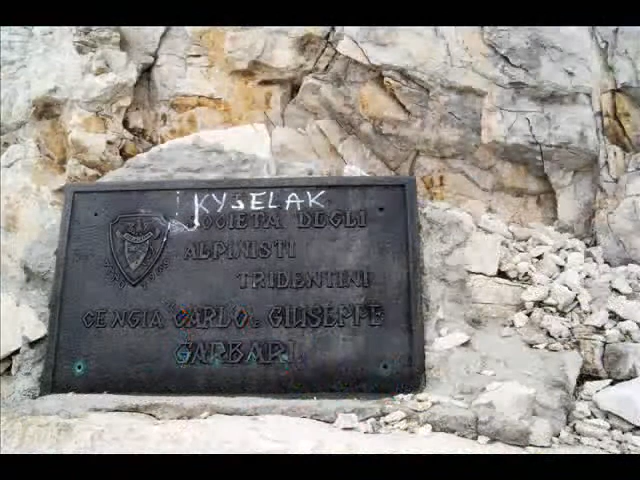 KYSELAK
SOCIETA DEGLI
ALPINISTI
TRIDENTINI
CENGIA "CARLO E GIUSEPPE
GARBARI"